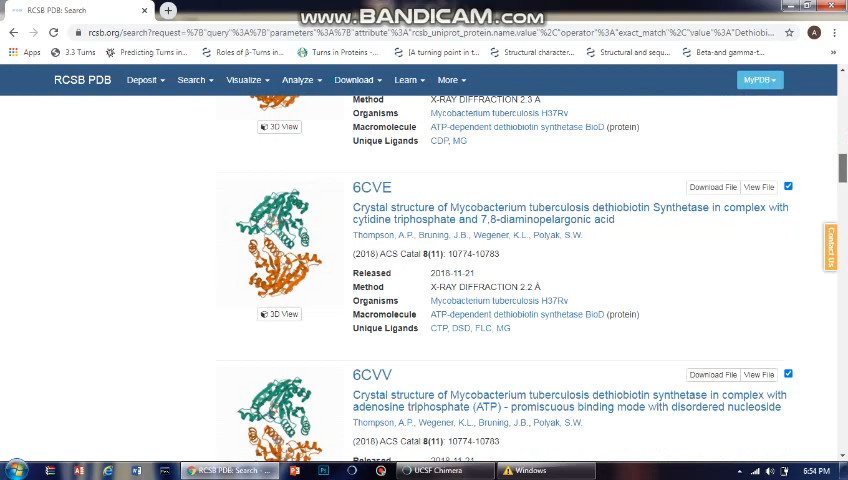 RCSB PDB: Search
www.BANDICAM.com
rcsb.org/search?request=%7B"query"%3A%7B"parameters"%3A%7B"attribute"%3A"rcsb_uniprot_protein.name.value"%2C"operator"%3A"exact_match"%2C"value"%3A"Dethiobi...
Apps 3.3 Turns Predicting Turns in... Roles of β-Turns in... Turns in Proteins -... [A turning point in t... Structural character... Structural and sequ... Beta-and gamma-t...
RCSB PDB Deposit Search Visualize Analyze Download Learn More MyPDB
Method X-RAY DIFFRACTION 2.3 Å
Organisms Mycobacterium tuberculosis H37Rv
3D View Macromolecule ATP-dependent dethiobiotin synthetase BioD (protein)
Unique Ligands CDP, MG
6CVE Download File View File
Crystal structure of Mycobacterium tuberculosis dethiobiotin Synthetase in complex with
cytidine triphosphate and 7,8-diaminopelargonic acid
Thompson, A.P., Bruning, J.B., Wegener, K.L., Polyak, S.W.
Contact Us
(2018) ACS Catal 8(11): 10774-10783
Released 2018-11-21
Method X-RAY DIFFRACTION 2.2 Å
Organisms Mycobacterium tuberculosis H37Rv
3D View Macromolecule ATP-dependent dethiobiotin synthetase BioD (protein)
Unique Ligands CTP, DSD, FLC, MG
6CVV Download File View File
Crystal structure of Mycobacterium tuberculosis dethiobiotin synthetase in complex with
adenosine triphosphate (ATP) - promiscuous binding mode with disordered nucleoside
Thompson, A.P., Wegener, K.L., Bruning, J.B., Polyak, S.W.
(2018) ACS Catal 8(11): 10774-10783
RCSB PDB: Search - ... UCSF Chimera Windows 6:54 PM